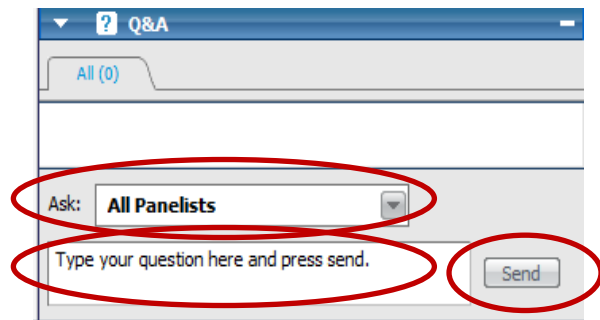 ? Q&A
All (0)
Ask: All Panelists
Type your question here and press send.
Send